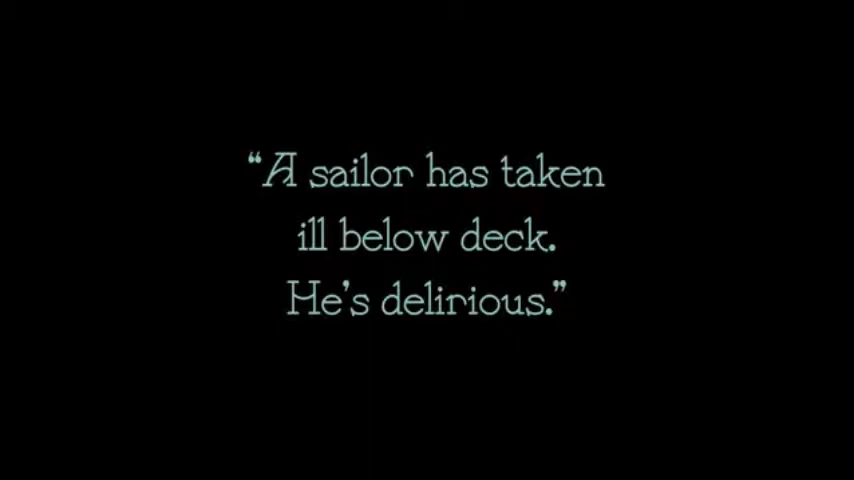 “A sailor has taken
ill below deck.
He’s delirious.”